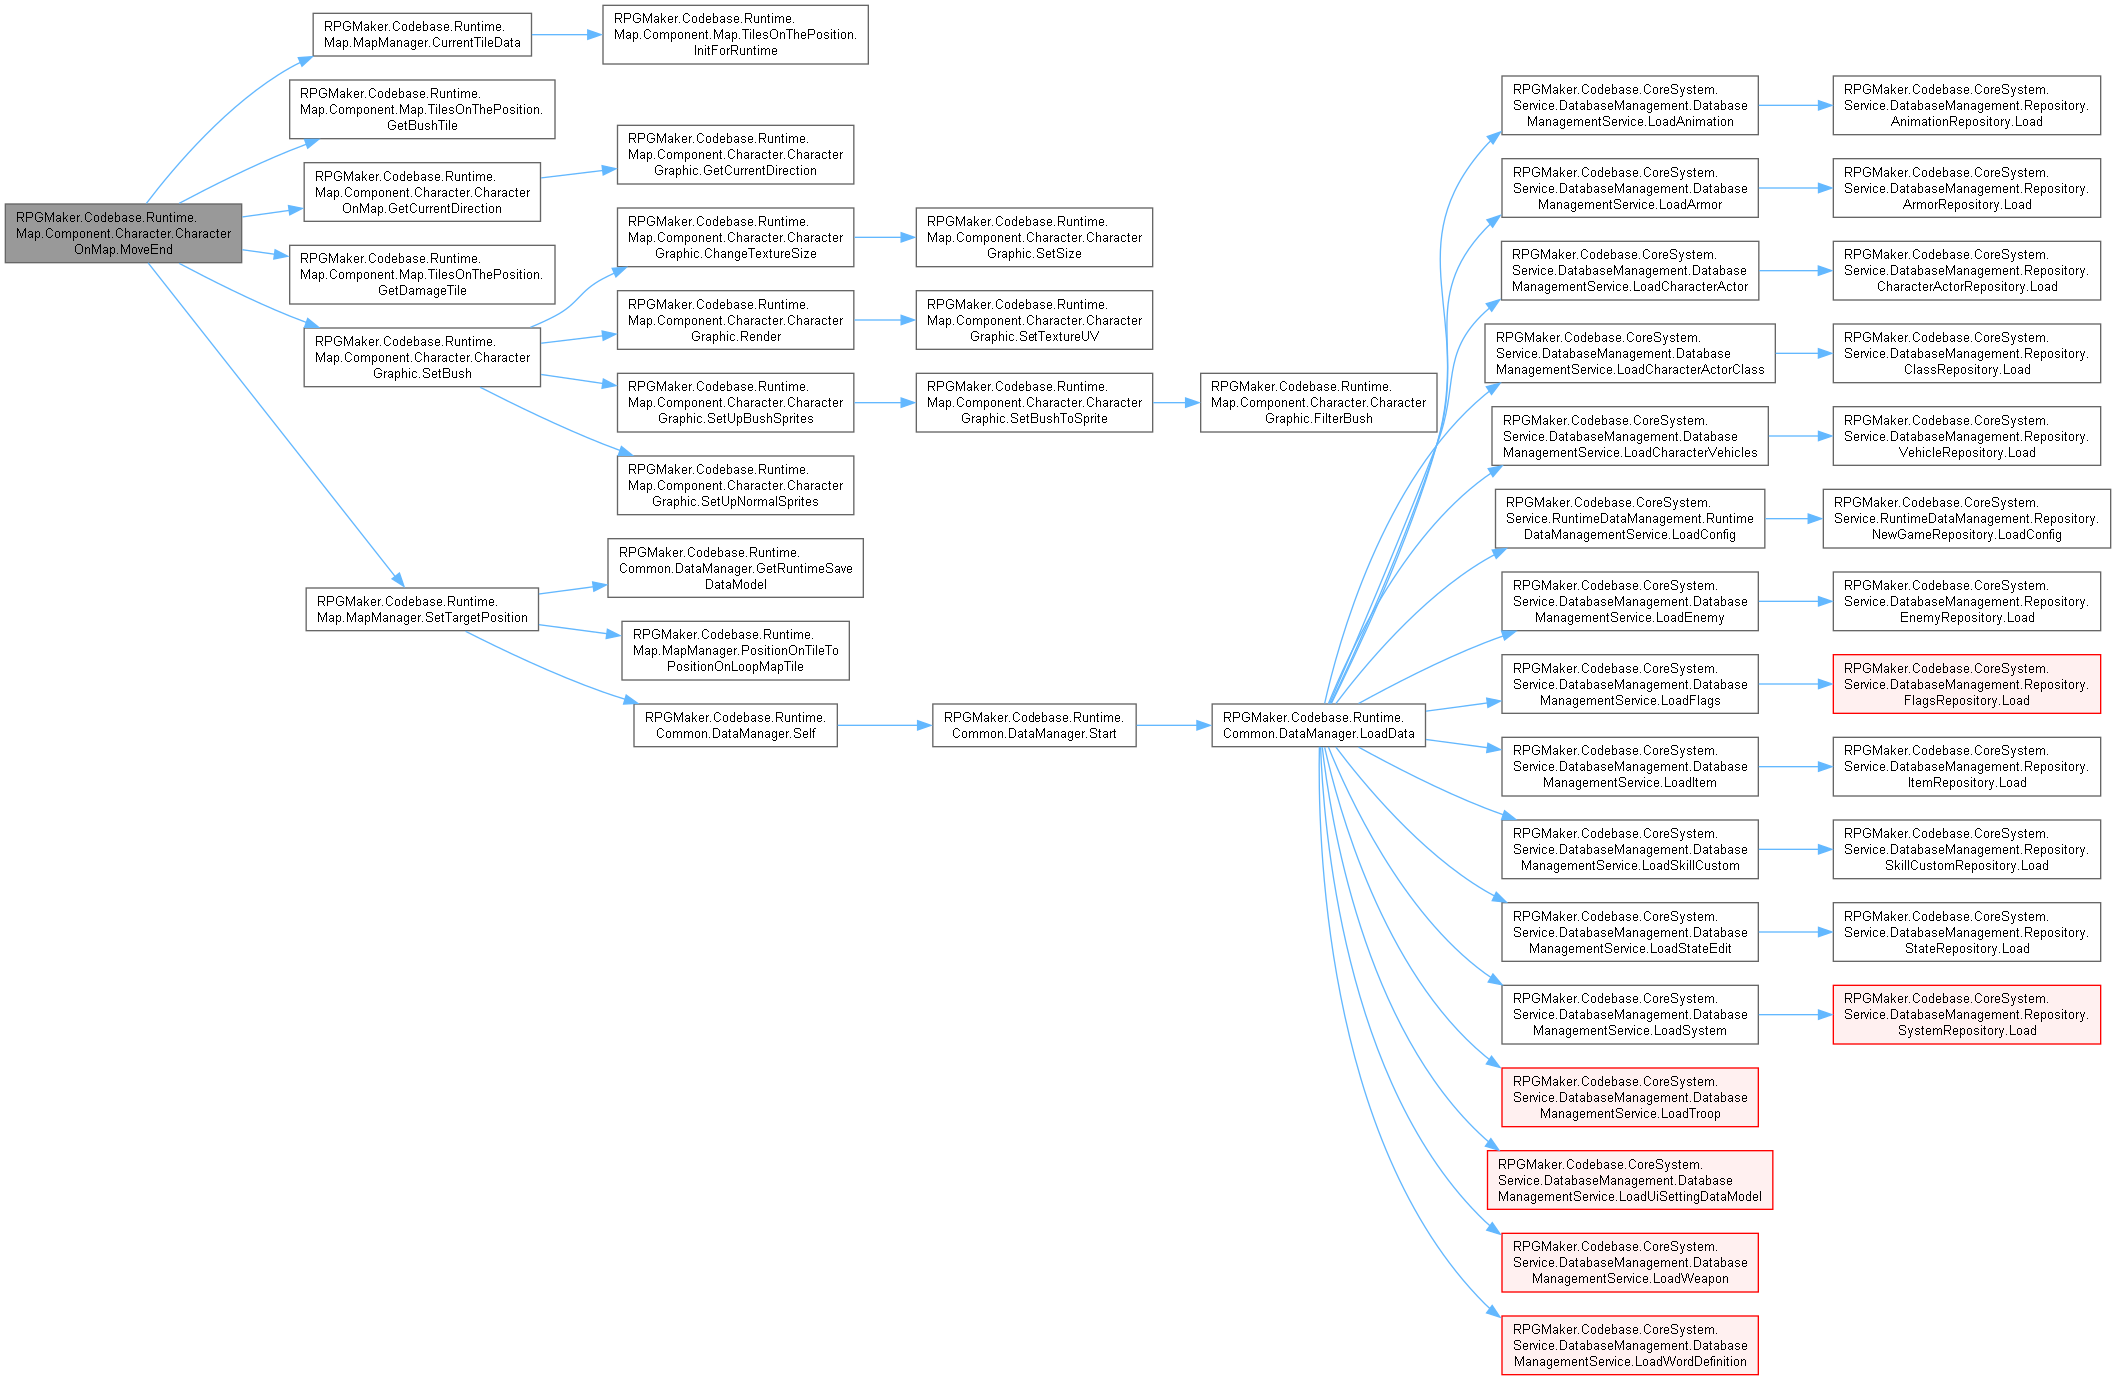 RPGMaker.Codebase.Runtime.
Map.Component.Character.Character
OnMap.MoveEnd
RPGMaker.Codebase.Runtime.
Map.MapManager.CurrentTileData
RPGMaker.Codebase.Runtime.
Map.Component.Map.TilesOnThePosition.
InitForRuntime
RPGMaker.Codebase.Runtime.
Map.Component.Map.TilesOnThePosition.
GetBushTile
RPGMaker.Codebase.Runtime.
Map.Component.Character.Character
OnMap.GetCurrentDirection
RPGMaker.Codebase.Runtime.
Map.Component.Character.Character
Graphic.GetCurrentDirection
RPGMaker.Codebase.Runtime.
Map.Component.Map.TilesOnThePosition.
GetDamageTile
RPGMaker.Codebase.Runtime.
Map.Component.Character.Character
Graphic.SetBush
RPGMaker.Codebase.Runtime.
Map.Component.Character.Character
Graphic.ChangeTextureSize
RPGMaker.Codebase.Runtime.
Map.Component.Character.Character
Graphic.SetSize
RPGMaker.Codebase.Runtime.
Map.Component.Character.Character
Graphic.Render
RPGMaker.Codebase.Runtime.
Map.Component.Character.Character
Graphic.SetTextureUV
RPGMaker.Codebase.Runtime.
Map.Component.Character.Character
Graphic.SetUpBushSprites
RPGMaker.Codebase.Runtime.
Map.Component.Character.Character
Graphic.SetBushToSprite
RPGMaker.Codebase.Runtime.
Map.Component.Character.Character
Graphic.FilterBush
RPGMaker.Codebase.Runtime.
Map.Component.Character.Character
Graphic.SetUpNormalSprites
RPGMaker.Codebase.Runtime.
Map.MapManager.SetTargetPosition
RPGMaker.Codebase.Runtime.
Common.DataManager.GetRuntimeSave
DataModel
RPGMaker.Codebase.Runtime.
Map.MapManager.PositionOnTileTo
PositionOnLoopMapTile
RPGMaker.Codebase.Runtime.
Common.DataManager.Self
RPGMaker.Codebase.Runtime.
Common.DataManager.Start
RPGMaker.Codebase.Runtime.
Common.DataManager.LoadData
RPGMaker.Codebase.CoreSystem.
Service.DatabaseManagement.Database
ManagementService.LoadAnimation
RPGMaker.Codebase.CoreSystem.
Service.DatabaseManagement.Repository.
AnimationRepository.Load
RPGMaker.Codebase.CoreSystem.
Service.DatabaseManagement.Database
ManagementService.LoadArmor
RPGMaker.Codebase.CoreSystem.
Service.DatabaseManagement.Repository.
ArmorRepository.Load
RPGMaker.Codebase.CoreSystem.
Service.DatabaseManagement.Database
ManagementService.LoadCharacterActor
RPGMaker.Codebase.CoreSystem.
Service.DatabaseManagement.Repository.
CharacterActorRepository.Load
RPGMaker.Codebase.CoreSystem.
Service.DatabaseManagement.Database
ManagementService.LoadCharacterActorClass
RPGMaker.Codebase.CoreSystem.
Service.DatabaseManagement.Repository.
ClassRepository.Load
RPGMaker.Codebase.CoreSystem.
Service.DatabaseManagement.Database
ManagementService.LoadCharacterVehicles
RPGMaker.Codebase.CoreSystem.
Service.DatabaseManagement.Repository.
VehicleRepository.Load
RPGMaker.Codebase.CoreSystem.
Service.RuntimeDataManagement.Runtime
DataManagementService.LoadConfig
RPGMaker.Codebase.CoreSystem.
Service.RuntimeDataManagement.Repository.
NewGameRepository.LoadConfig
RPGMaker.Codebase.CoreSystem.
Service.DatabaseManagement.Database
ManagementService.LoadEnemy
RPGMaker.Codebase.CoreSystem.
Service.DatabaseManagement.Repository.
EnemyRepository.Load
RPGMaker.Codebase.CoreSystem.
Service.DatabaseManagement.Database
ManagementService.LoadFlags
RPGMaker.Codebase.CoreSystem.
Service.DatabaseManagement.Repository.
FlagsRepository.Load
RPGMaker.Codebase.CoreSystem.
Service.DatabaseManagement.Database
ManagementService.LoadItem
RPGMaker.Codebase.CoreSystem.
Service.DatabaseManagement.Repository.
ItemRepository.Load
RPGMaker.Codebase.CoreSystem.
Service.DatabaseManagement.Database
ManagementService.LoadSkillCustom
RPGMaker.Codebase.CoreSystem.
Service.DatabaseManagement.Repository.
SkillCustomRepository.Load
RPGMaker.Codebase.CoreSystem.
Service.DatabaseManagement.Database
ManagementService.LoadStateEdit
RPGMaker.Codebase.CoreSystem.
Service.DatabaseManagement.Repository.
StateRepository.Load
RPGMaker.Codebase.CoreSystem.
Service.DatabaseManagement.Database
ManagementService.LoadSystem
RPGMaker.Codebase.CoreSystem.
Service.DatabaseManagement.Repository.
SystemRepository.Load
RPGMaker.Codebase.CoreSystem.
Service.DatabaseManagement.Database
ManagementService.LoadTroop
RPGMaker.Codebase.CoreSystem.
Service.DatabaseManagement.Database
ManagementService.LoadUiSettingDataModel
RPGMaker.Codebase.CoreSystem.
Service.DatabaseManagement.Database
ManagementService.LoadWeapon
RPGMaker.Codebase.CoreSystem.
Service.DatabaseManagement.Database
ManagementService.LoadWordDefinition